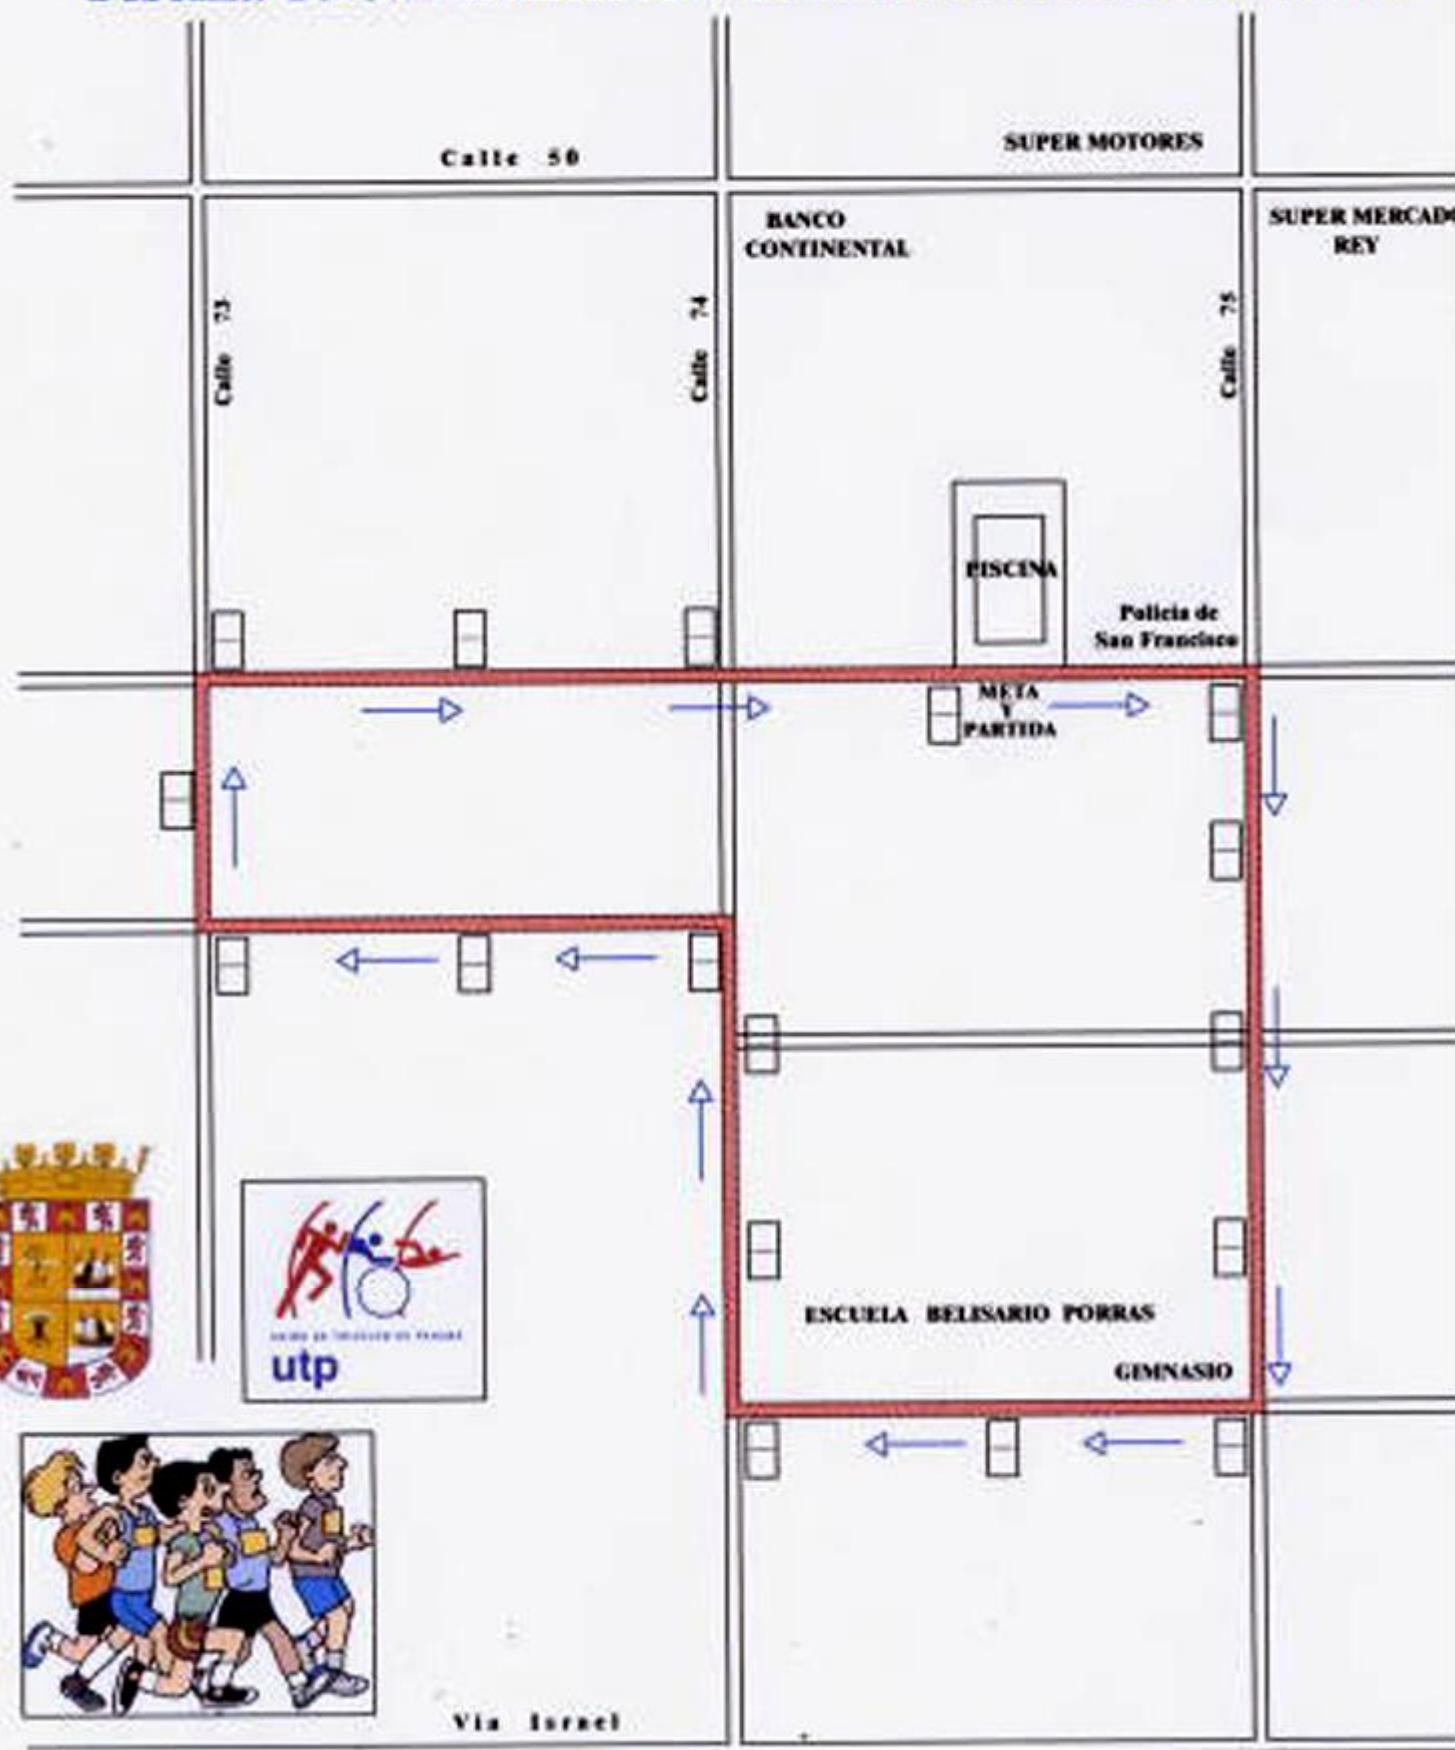 Calle 50
SUPER MOTORES
BANCO
CONTINENTAL
SUPER MERCADO
REY
Calle 73
Calle 74
Calle 75
PISCINA
Policia de
San Francisco
META
Y
PARTIDA
ESCUELA BELISARIO PORRAS
GIMNASIO
utp
Via Israel